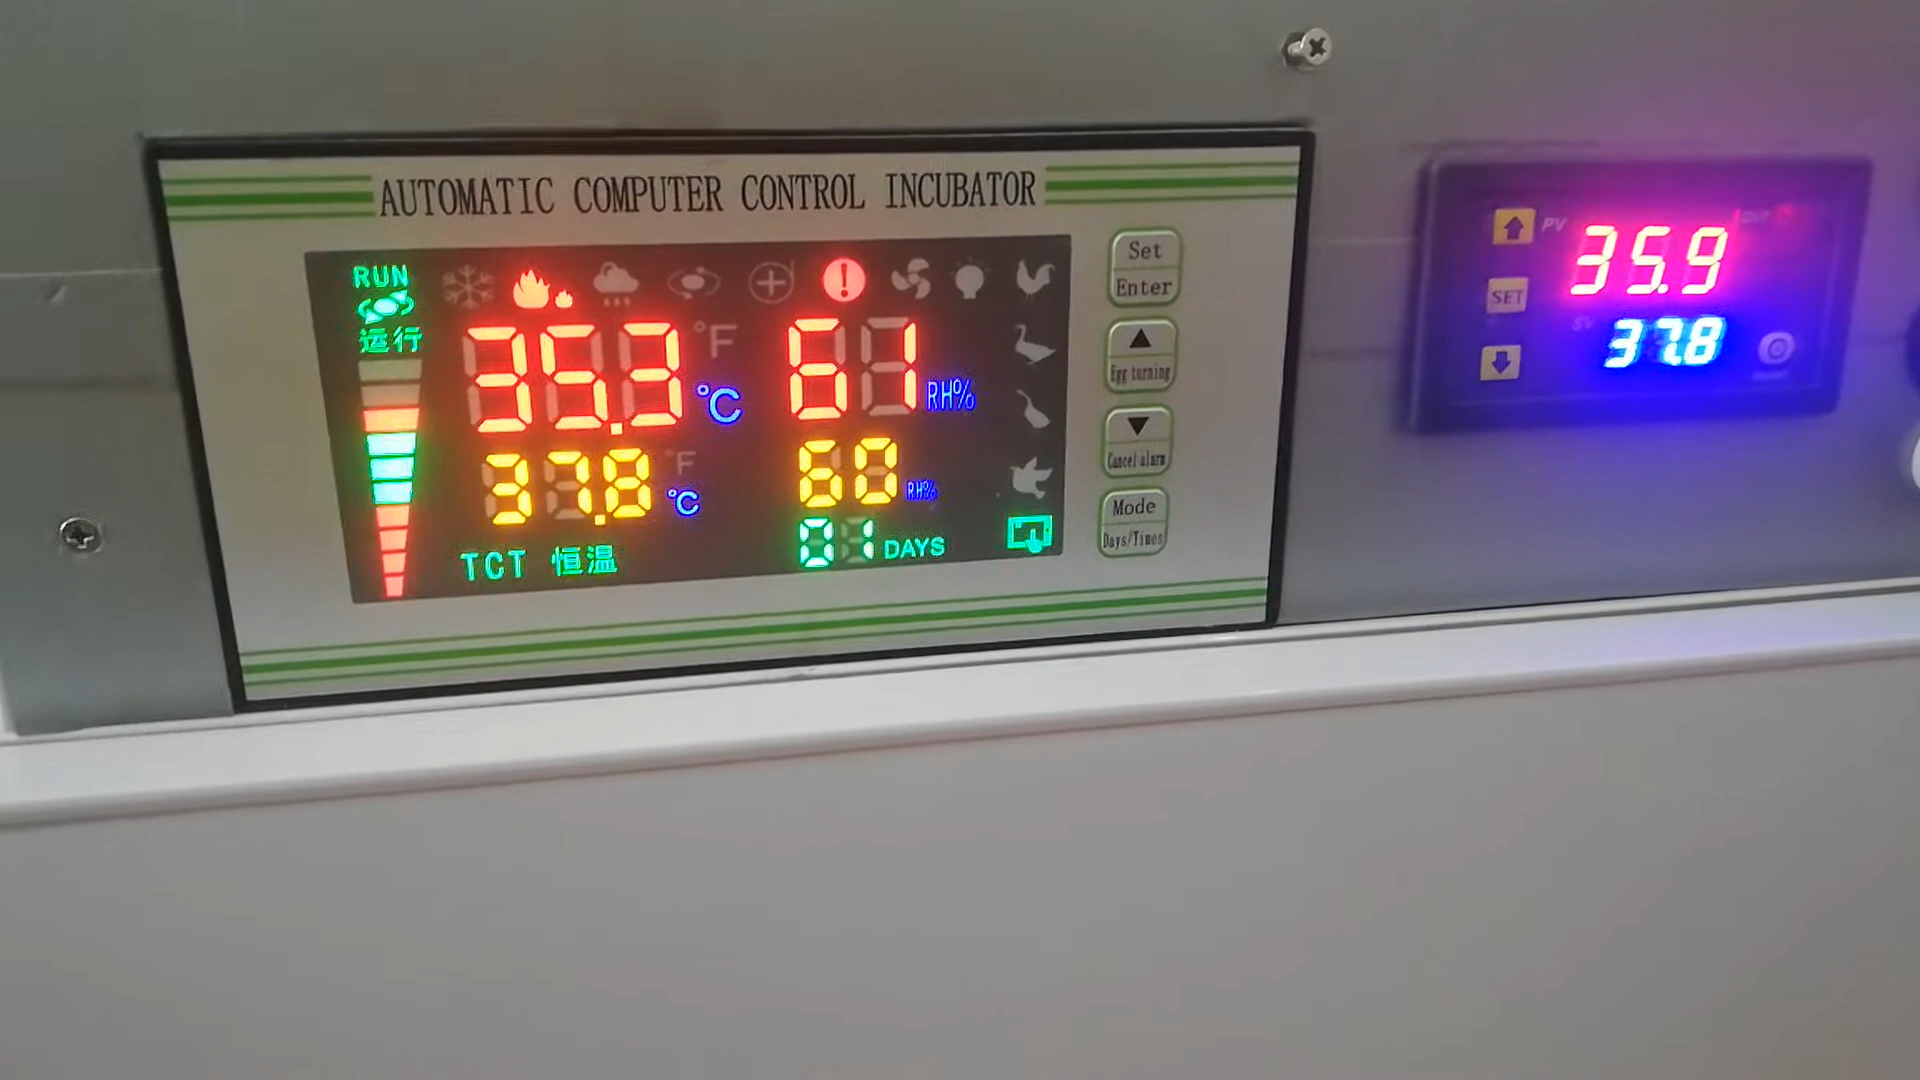 AUTOMATIC COMPUTER CONTROL INCUBATOR
RUN
运行
35.3 °F °C
61 RH%
37.8 °F °C
60 RH%
TCT 恒温
01 DAYS
Set
Enter
Egg turning
Cancel alarm
Mode
Days/Times
PV 35.9 OUT
SET
SV 37.8